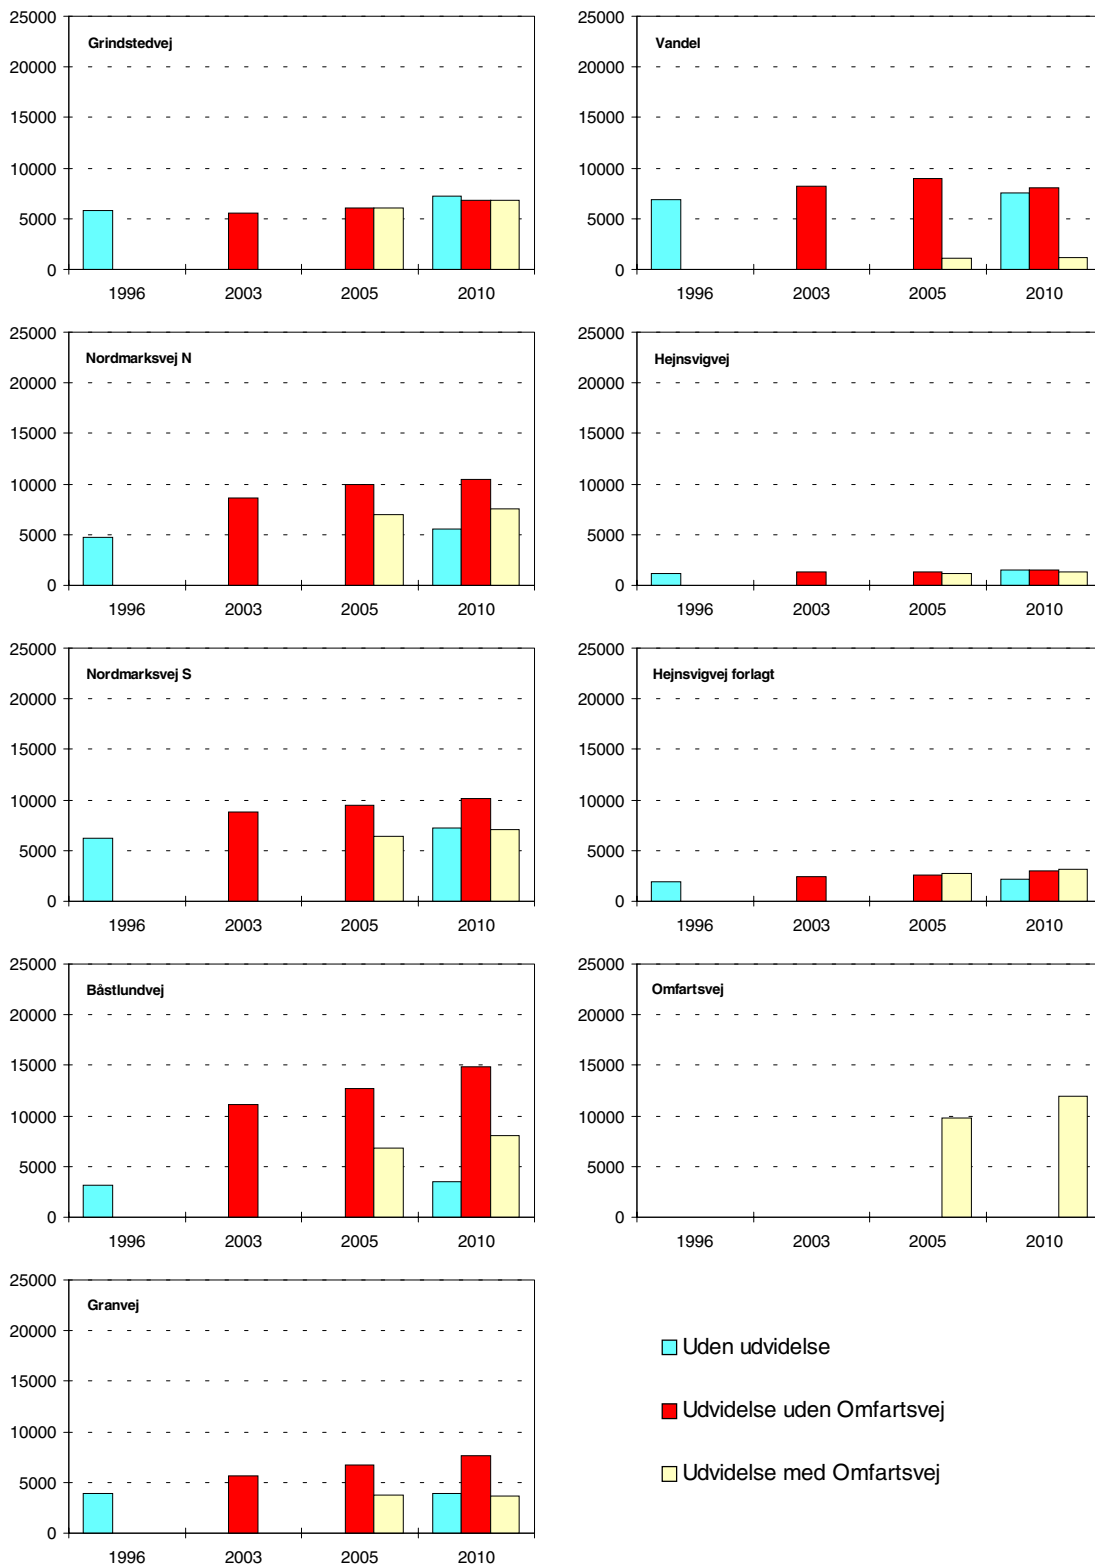 Grindstedvej
25000
20000
15000
10000
5000
0
1996 2003 2005 2010
Vandel
25000
20000
15000
10000
5000
0
1996 2003 2005 2010
Nordmarksvej N
25000
20000
15000
10000
5000
0
1996 2003 2005 2010
Hejnsvigvej
25000
20000
15000
10000
5000
0
1996 2003 2005 2010
Nordmarksvej S
25000
20000
15000
10000
5000
0
1996 2003 2005 2010
Hejnsvigvej forlagt
25000
20000
15000
10000
5000
0
1996 2003 2005 2010
Båstlundvej
25000
20000
15000
10000
5000
0
1996 2003 2005 2010
Omfartsvej
25000
20000
15000
10000
5000
0
1996 2003 2005 2010
Granvej
25000
20000
15000
10000
5000
0
1996 2003 2005 2010
Uden udvidelse
Udvidelse uden Omfartsvej
Udvidelse med Omfartsvej